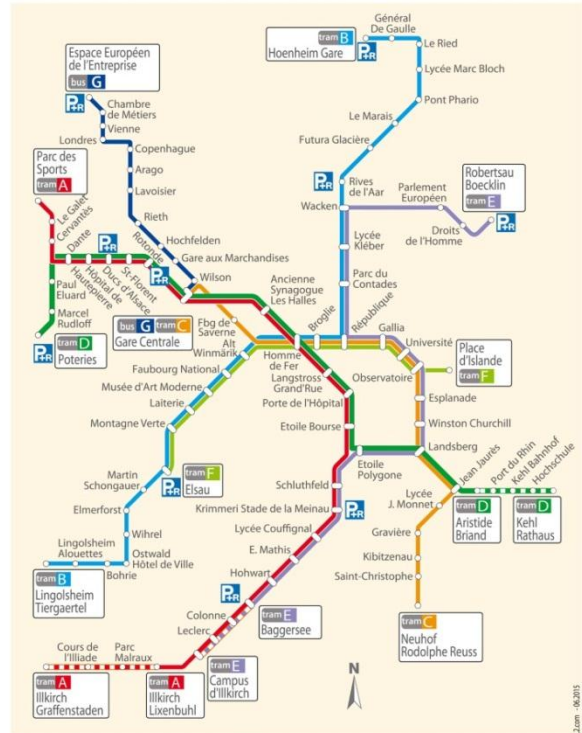 Général
De Gaulle
tram B
Hoenheim Gare
P+R
Le Ried
Lycée Marc Bloch
Pont Phario
Le Marais
Futura Glacière
Espace Européen
de l'Entreprise
bus G
P+R
Chambre
de Métiers
Vienne
Londres
Copenhague
Arago
Lavoisier
Rieth
Hochfelden
Gare aux Marchandises
Wilson
Parc des
Sports
tram A
Le Galet
Cervantès
Dante
Hôpital de
Hautepierre
Ducs d'Alsace
St-Florent
Rotonde
P+R
P+R
Paul
Eluard
Marcel
Rudloff
P+R
tram D
Poteries
P+R
Rives
de l'Aar
Wacken
Parlement
Européen
Robertsau
Boecklin
tram E
P+R
Droits
de l'Homme
Lycée
Kléber
Parc du
Contades
Ancienne
Synagogue
Les Halles
Broglie
République
Gallia
Université
bus G tram C
Gare Centrale
Fbg de
Saverne
Alt
Winmärik
Faubourg National
Musée d'Art Moderne
Laiterie
Montagne Verte
Homme
de Fer
Langstross
Grand'Rue
Porte de l'Hôpital
Etoile Bourse
Observatoire
Place
d'Islande
tram F
Esplanade
Winston Churchill
Landsberg
Etoile
Polygone
Jean Jaurès
Port du Rhin
Kehl Bahnhof
Hochschule
tram D
Aristide
Briand
tram D
Kehl
Rathaus
Lycée
J. Monnet
Gravière
Kibitzenau
Saint-Christophe
tram C
Neuhof
Rodolphe Reuss
Martin
Schongauer
P+R
tram F
Elsau
Elmerforst
Wihrel
Lingolsheim
Alouettes
Ostwald
Hôtel de Ville
Bohrie
tram B
Lingolsheim
Tiergaertel
Schluthfeld
Krimmeri Stade de la Meinau
P+R
Lycée Couffignal
E. Mathis
Hohwart
P+R
tram E
Baggersee
Colonne
Leclerc
tram E
Campus
d'Illkirch
Cours de
l'Illiade
Parc
Malraux
tram A
Illkirch
Graffenstaden
tram A
Illkirch
Lixenbuhl
N
2.com - 06.2015